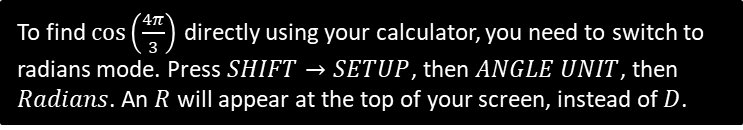 To find cos (4π/3) directly using your calculator, you need to switch to
radians mode. Press SHIFT → SETUP, then ANGLE UNIT, then
Radians. An R will appear at the top of your screen, instead of D.